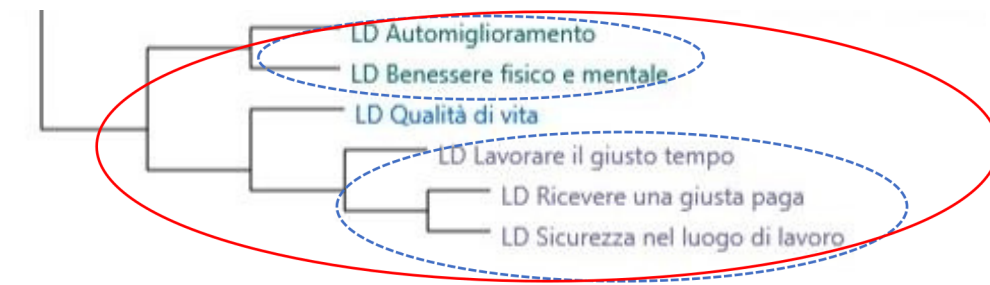 LD Automiglioramento
LD Benessere fisico e mentale
LD Qualità di vita
LD Lavorare il giusto tempo
LD Ricevere una giusta paga
LD Sicurezza nel luogo di lavoro